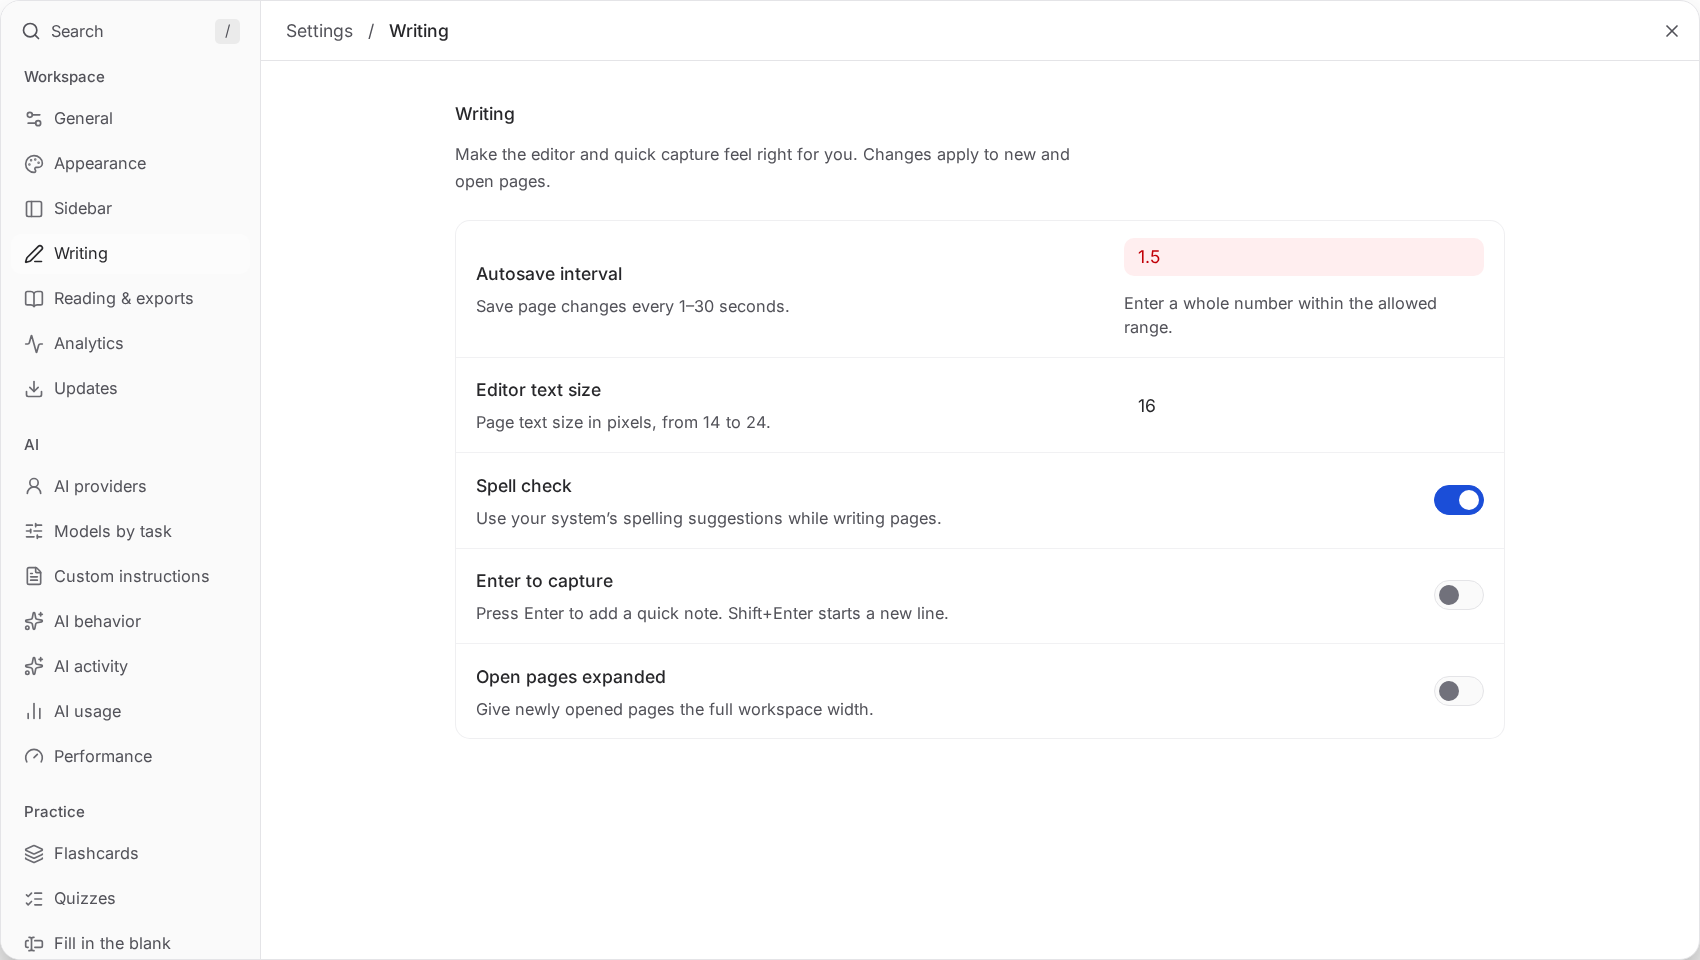 Search
/
Workspace
General
Appearance
Sidebar
Writing
Reading & exports
Analytics
Updates
AI
AI providers
Models by task
Custom instructions
AI behavior
AI activity
AI usage
Performance
Practice
Flashcards
Quizzes
Fill in the blank
Settings / Writing
Writing
Make the editor and quick capture feel right for you. Changes apply to new and
open pages.
Autosave interval
Save page changes every 1–30 seconds.
1.5
Enter a whole number within the allowed
range.
Editor text size
Page text size in pixels, from 14 to 24.
16
Spell check
Use your system’s spelling suggestions while writing pages.
Enter to capture
Press Enter to add a quick note. Shift+Enter starts a new line.
Open pages expanded
Give newly opened pages the full workspace width.